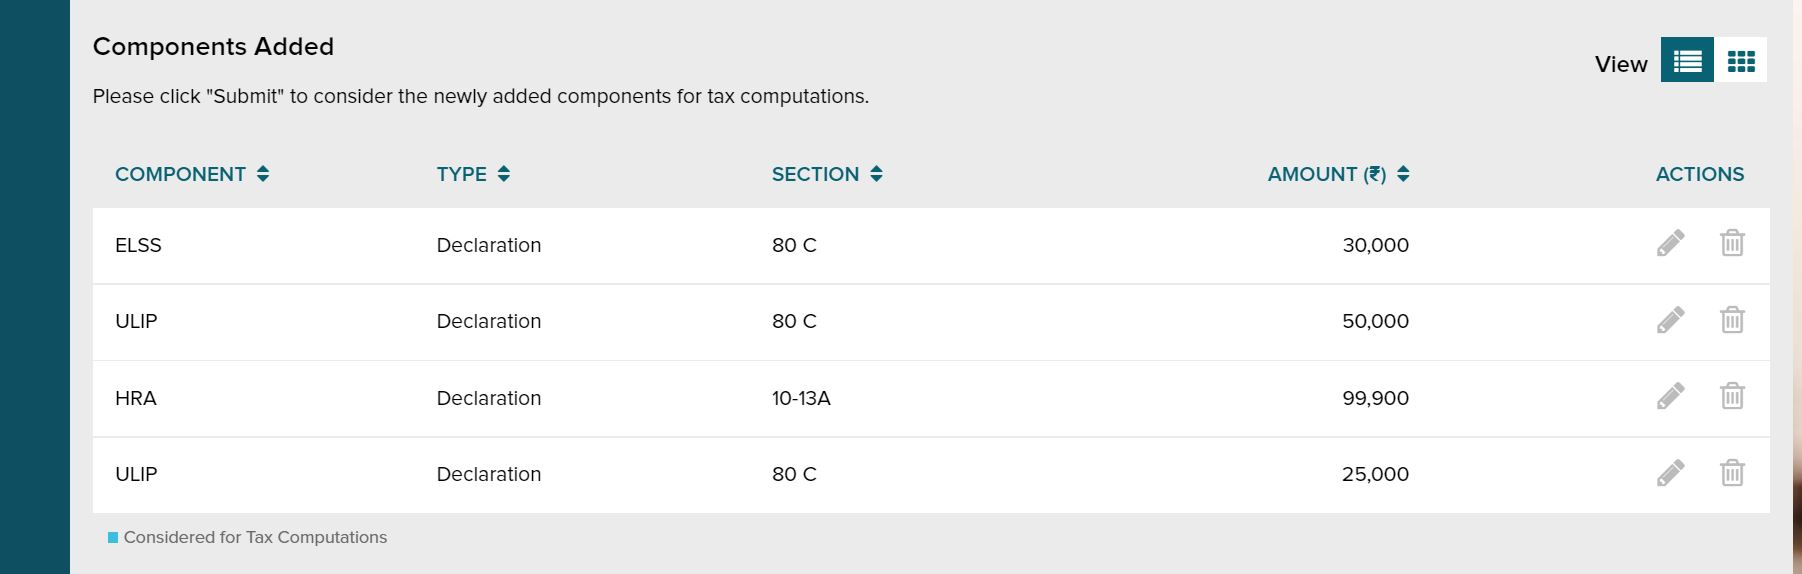 Components Added
View
Please click "Submit" to consider the newly added components for tax computations.
COMPONENT TYPE SECTION AMOUNT (₹) ACTIONS
ELSS Declaration 80 C 30,000
ULIP Declaration 80 C 50,000
HRA Declaration 10-13A 99,900
ULIP Declaration 80 C 25,000
Considered for Tax Computations